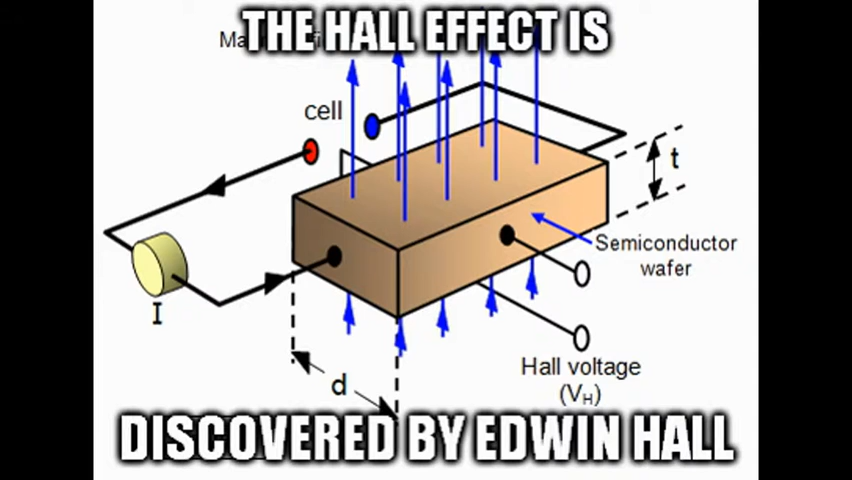 THE HALL EFFECT IS
cell
t
Semiconductor
wafer
I
Hall voltage
(VH)
d
DISCOVERED BY EDWIN HALL